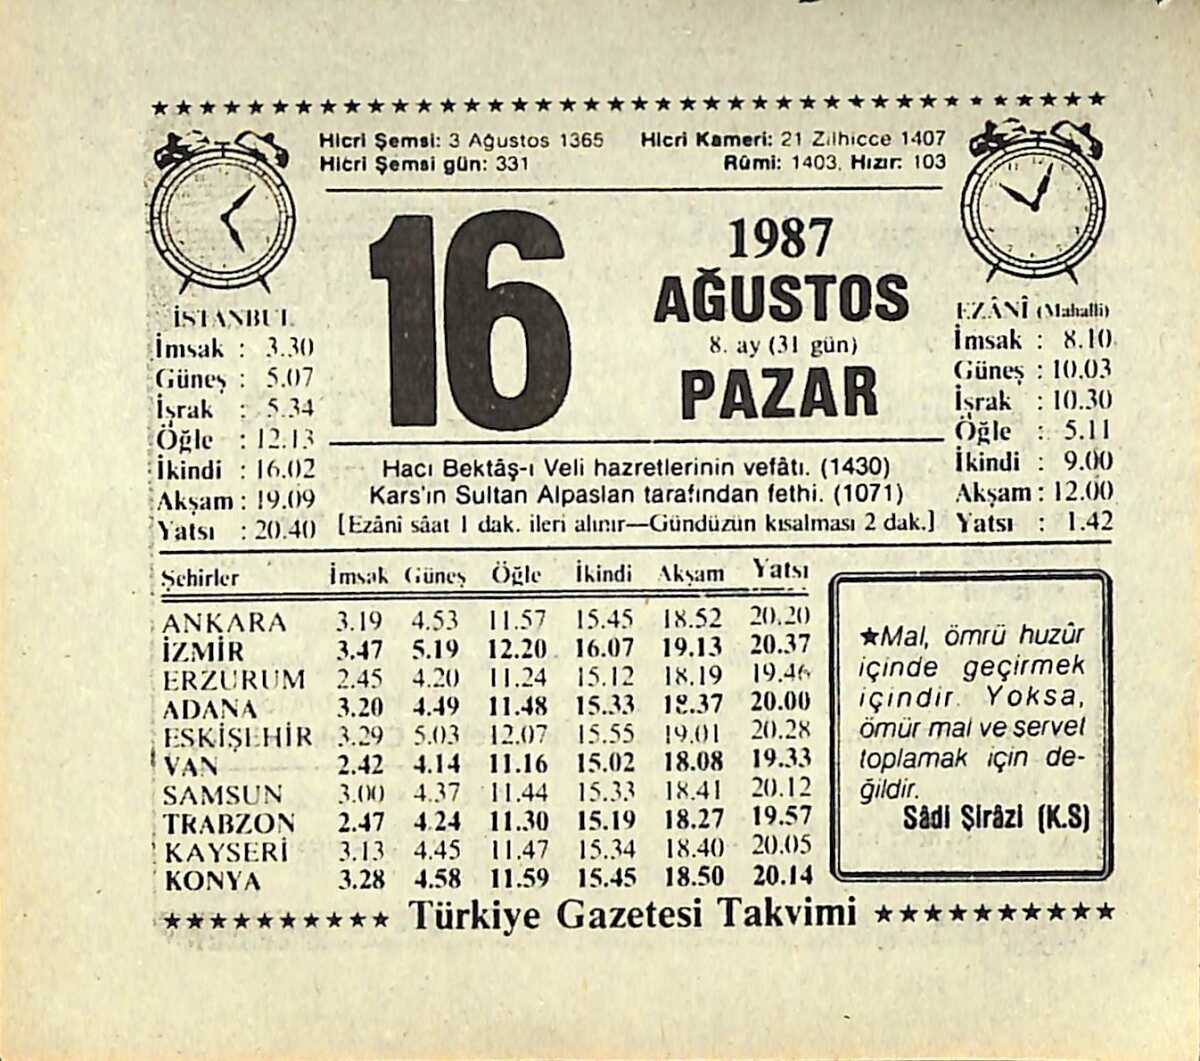 Hicri Şemsi: 3 Ağustos 1365 Hicri Kameri: 21 Zilhicce 1407
Hicri Şemsi gün: 331 Rûmi: 1403, Hızır: 103
16
1987
AĞUSTOS
8. ay (31 gün)
PAZAR
İSTANBUL
İmsak : 3.30
Güneş : 5.07
İşrak : 5.34
Öğle : 12.13
İkindi : 16.02
Akşam : 19.09
Yatsı : 20.40
EZÂNÎ (Mahalli)
İmsak : 8.10
Güneş : 10.03
İşrak : 10.30
Öğle : 5.11
İkindi : 9.00
Akşam : 12.00
Yatsı : 1.42
Hacı Bektâş-ı Veli hazretlerinin vefâtı. (1430)
Kars'ın Sultan Alpaslan tarafından fethi. (1071)
[Ezâni sâat 1 dak. ileri alınır—Gündüzün kısalması 2 dak.]
Şehirler İmsak Güneş Öğle İkindi Akşam Yatsı
ANKARA 3.19 4.53 11.57 15.45 18.52 20.20
İZMİR 3.47 5.19 12.20 16.07 19.13 20.37
ERZURUM 2.45 4.20 11.24 15.12 18.19 19.46
ADANA 3.20 4.49 11.48 15.33 18.37 20.00
ESKİŞEHİR 3.29 5.03 12.07 15.55 19.01 20.28
VAN 2.42 4.14 11.16 15.02 18.08 19.33
SAMSUN 3.00 4.37 11.44 15.33 18.41 20.12
TRABZON 2.47 4.24 11.30 15.19 18.27 19.57
KAYSERİ 3.13 4.45 11.47 15.34 18.40 20.05
KONYA 3.28 4.58 11.59 15.45 18.50 20.14
★Mal, ömrü huzûr
içinde geçirmek
içindir. Yoksa,
ömür mal ve servet
toplamak için de-
ğildir.
Sâdi Şirâzi (K.S)
Türkiye Gazetesi Takvimi